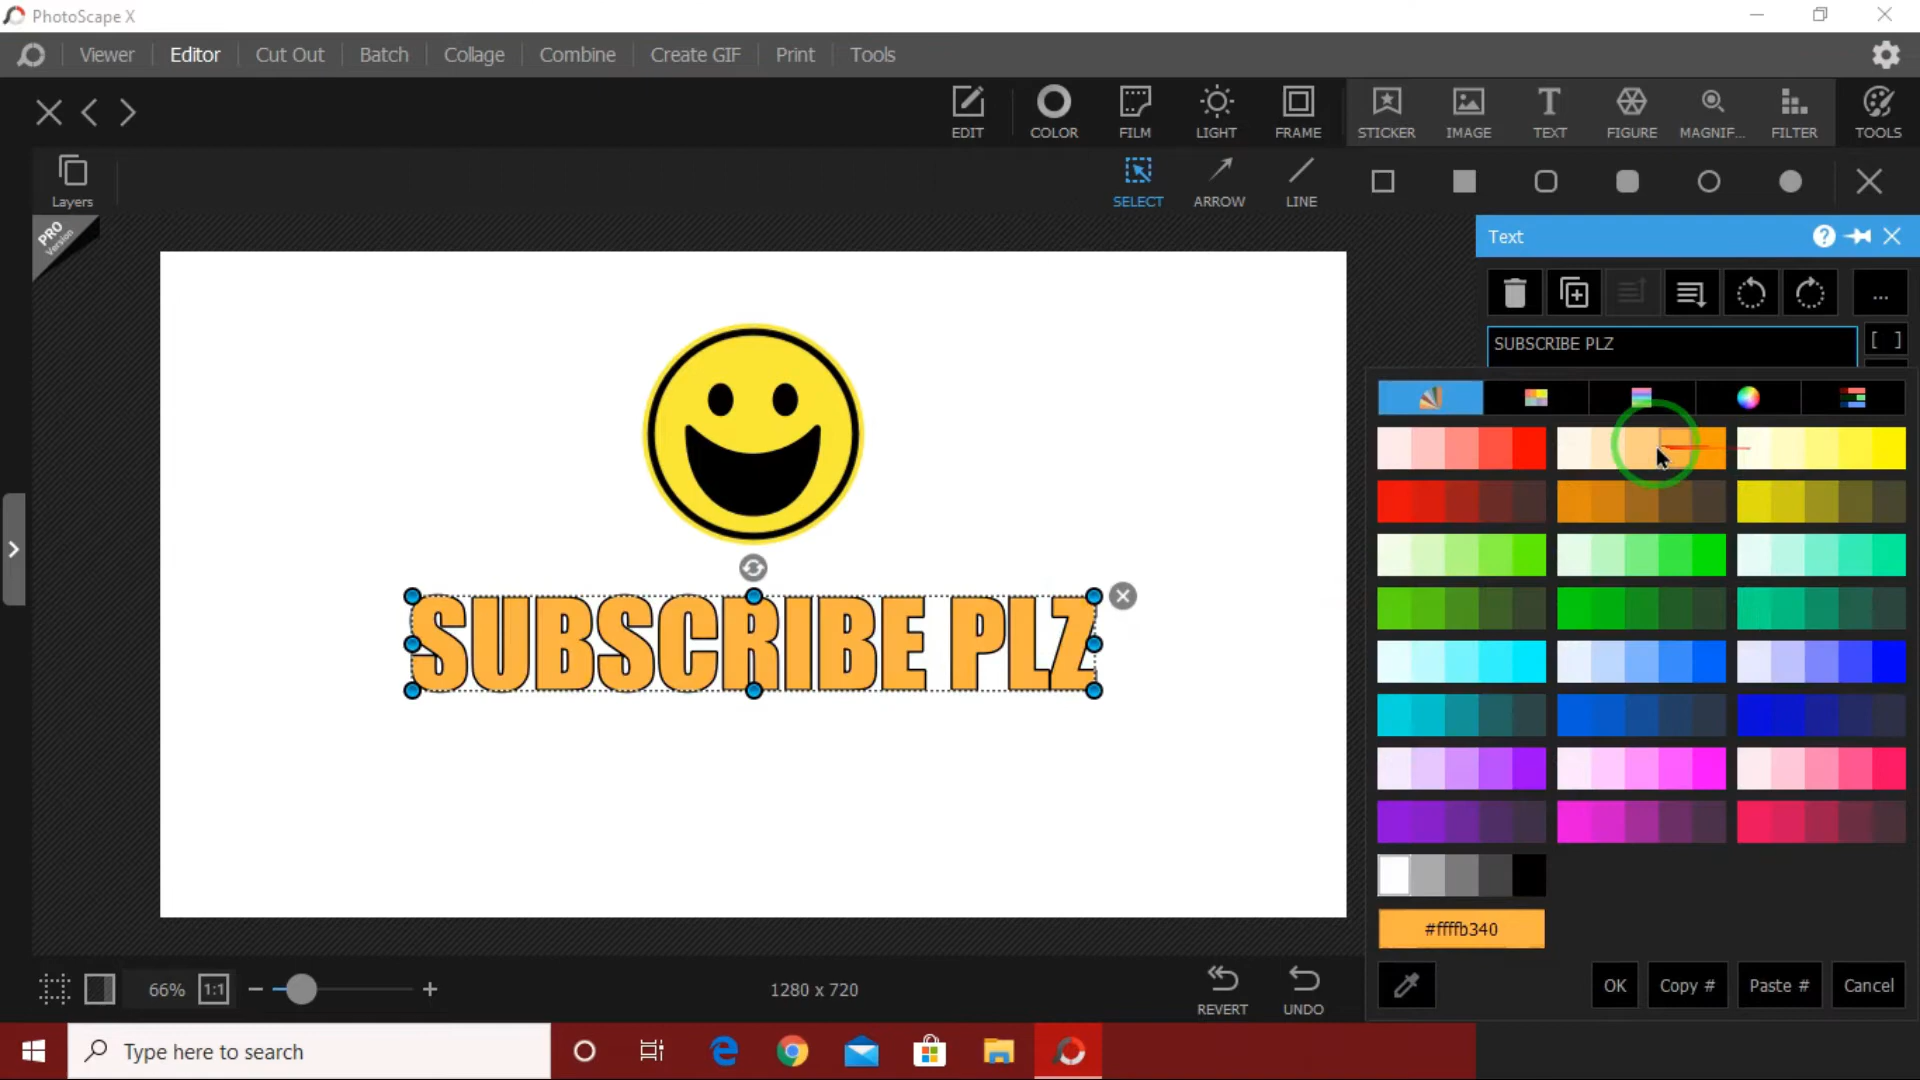 PhotoScape X
Viewer Editor Cut Out Batch Collage Combine Create GIF Print Tools
EDIT COLOR FILM LIGHT FRAME STICKER IMAGE TEXT FIGURE MAGNIF... FILTER TOOLS
Layers SELECT ARROW LINE
PRO
Version
Text
...
SUBSCRIBE PLZ
[ ]
SUBSCRIBE PLZ
#ffffb340
66% 1:1 1280 x 720 REVERT UNDO OK Copy # Paste # Cancel
Type here to search